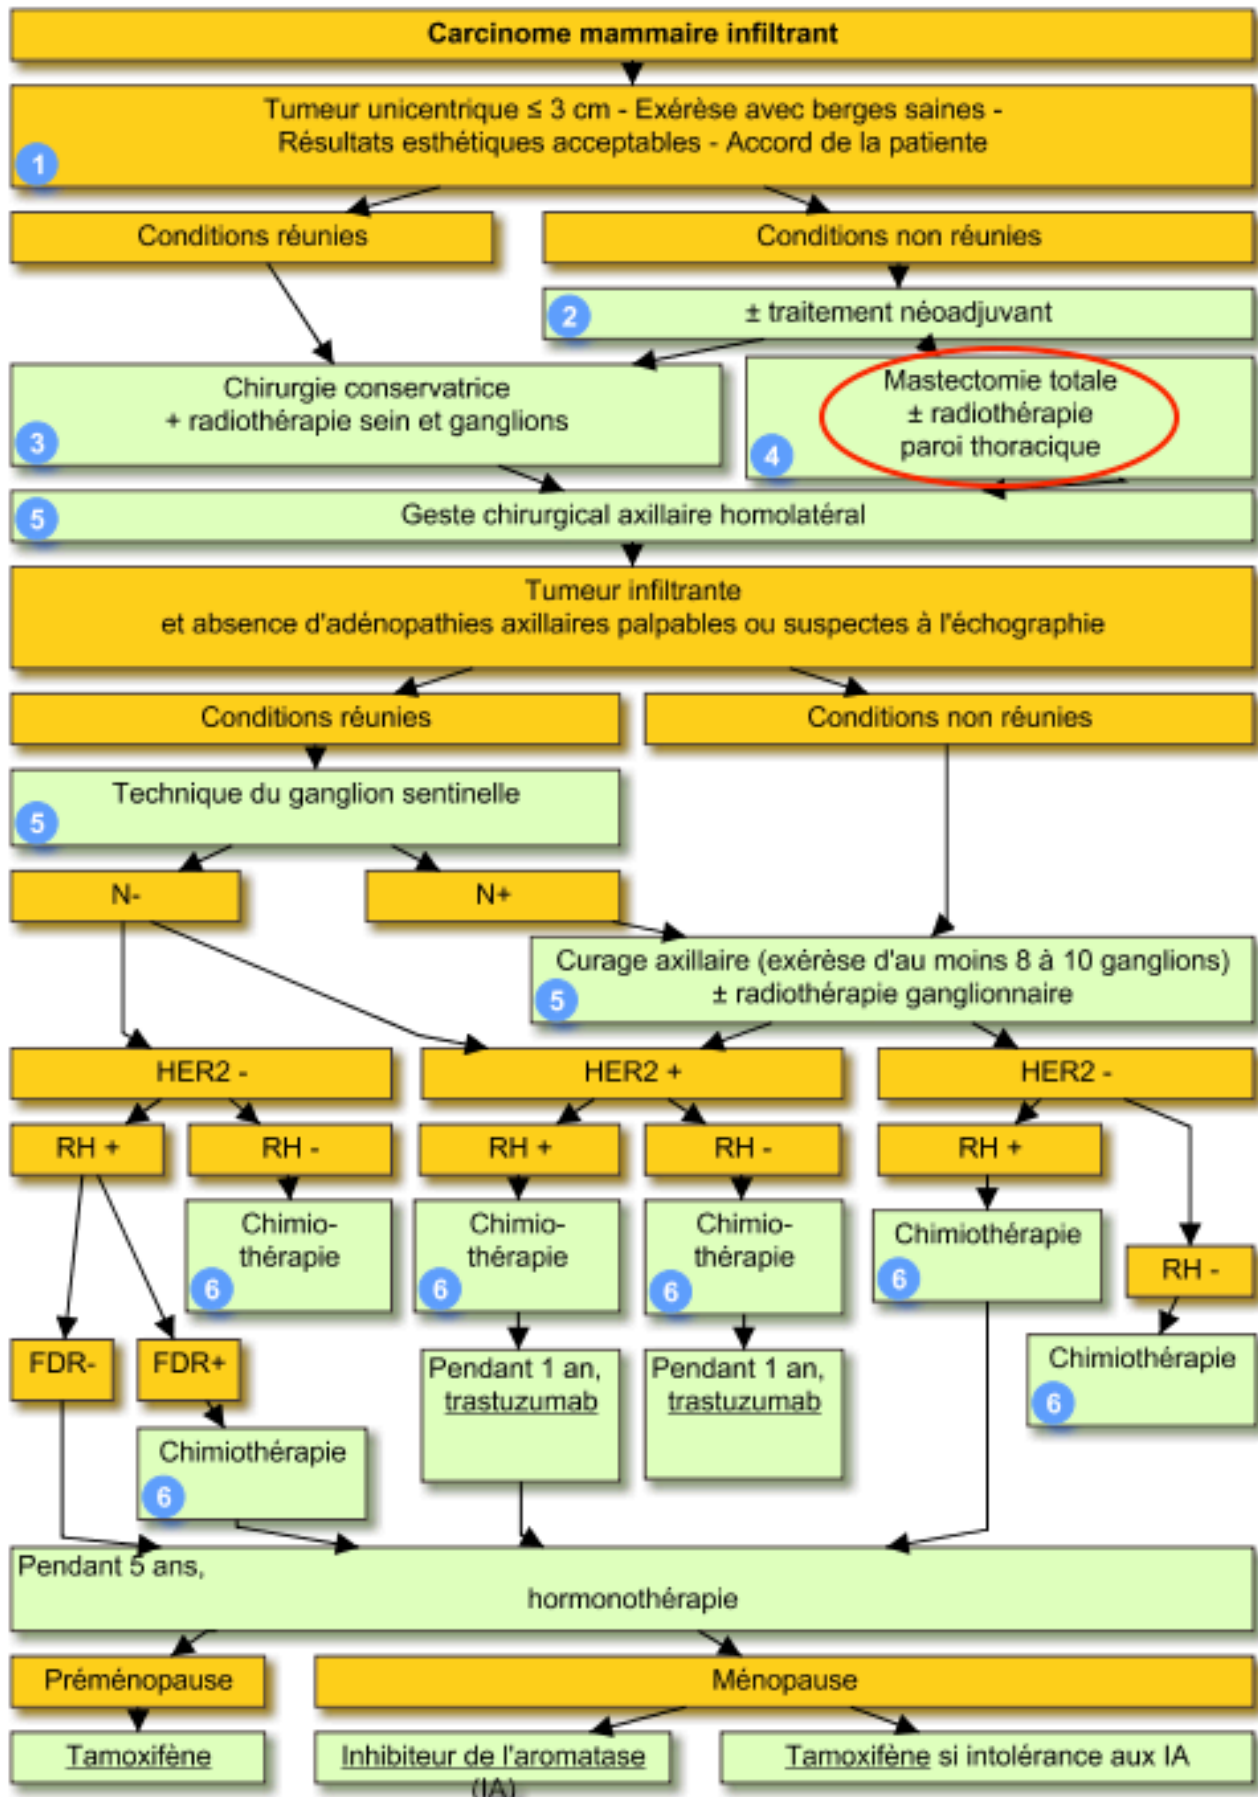 Carcinome mammaire infiltrant
Tumeur unicentrique ≤ 3 cm - Exérèse avec berges saines -
Résultats esthétiques acceptables - Accord de la patiente
1
Conditions réunies
Conditions non réunies
2
± traitement néoadjuvant
Chirurgie conservatrice
+ radiothérapie sein et ganglions
3
Mastectomie totale
± radiothérapie
paroi thoracique
4
5
Geste chirurgical axillaire homolatéral
Tumeur infiltrante
et absence d'adénopathies axillaires palpables ou suspectes à l'échographie
Conditions réunies
Conditions non réunies
Technique du ganglion sentinelle
5
N-
N+
Curage axillaire (exérèse d'au moins 8 à 10 ganglions)
± radiothérapie ganglionnaire
5
HER2 -
HER2 +
HER2 -
RH +
RH -
RH +
RH -
RH +
Chimio-
thérapie
6
Chimio-
thérapie
6
Chimio-
thérapie
6
Chimiothérapie
6
RH -
FDR-
FDR+
Pendant 1 an,
trastuzumab
Pendant 1 an,
trastuzumab
Chimiothérapie
6
Chimiothérapie
6
Pendant 5 ans,
hormonothérapie
Préménopause
Ménopause
Tamoxifène
Inhibiteur de l'aromatase
(IA)
Tamoxifène si intolérance aux IA